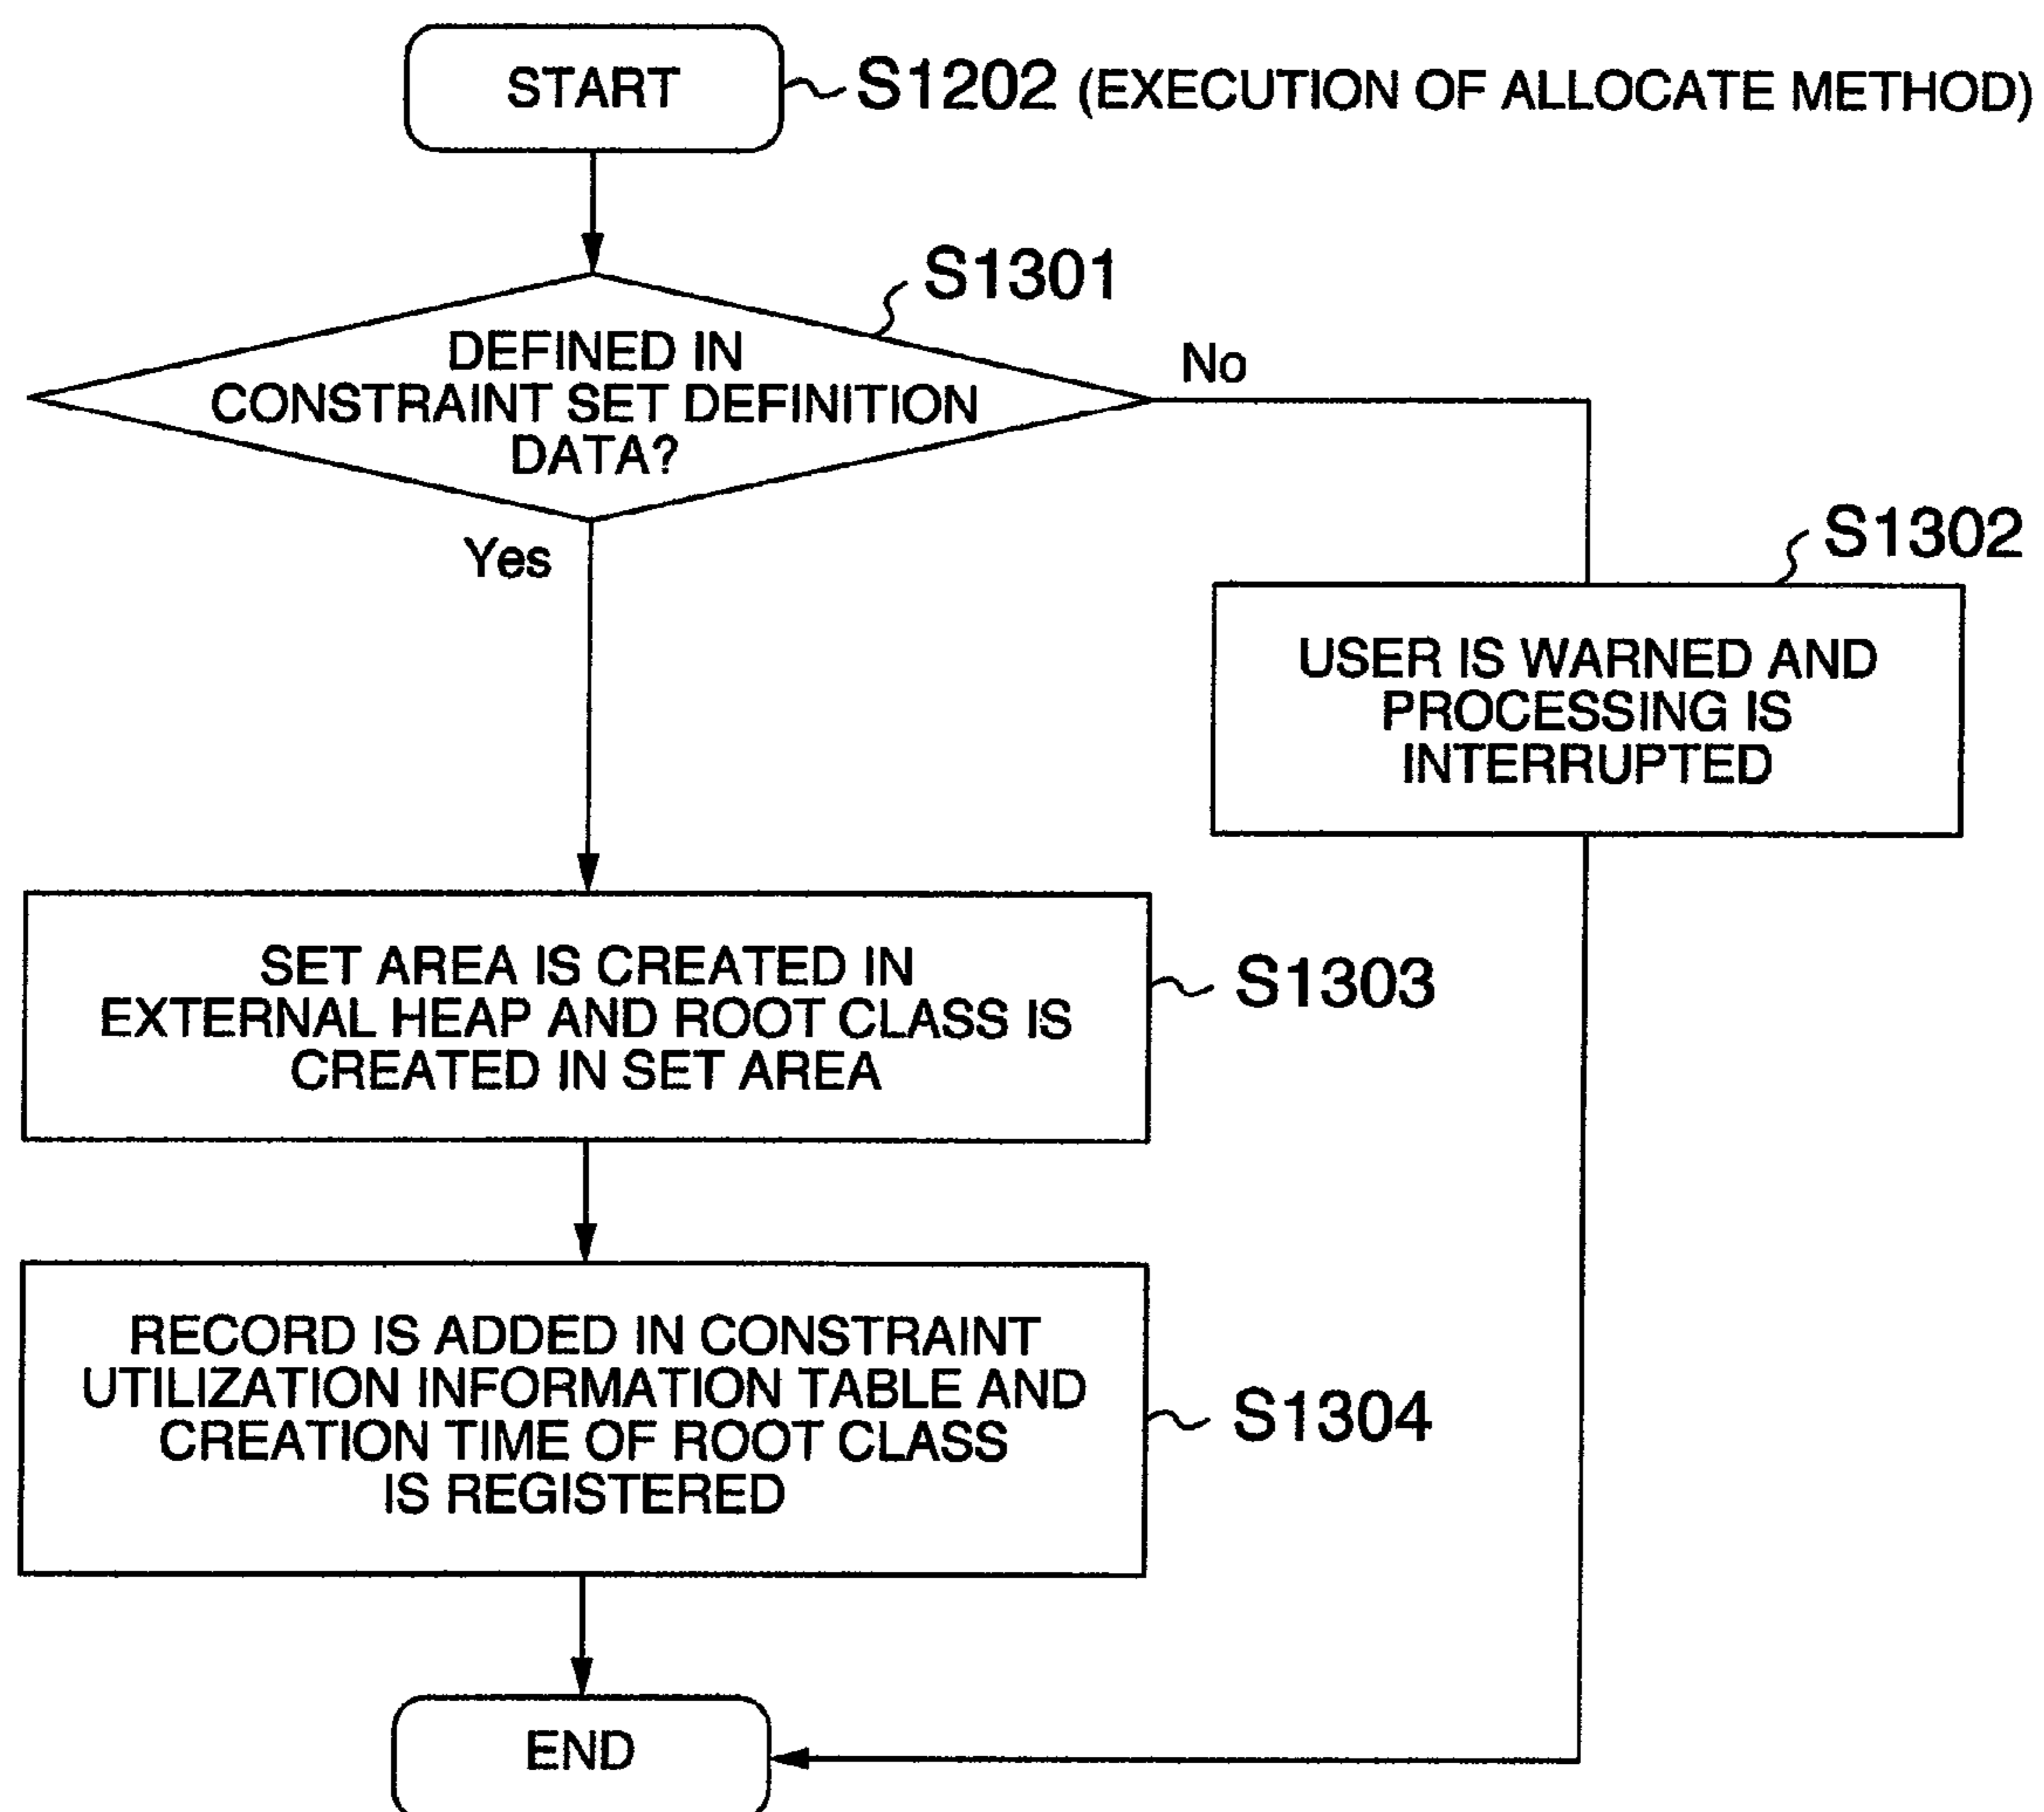 START
S1202 (EXECUTION OF ALLOCATE METHOD)
S1301
DEFINED IN
CONSTRAINT SET DEFINITION
DATA?
No
Yes
S1302
USER IS WARNED AND
PROCESSING IS
INTERRUPTED
SET AREA IS CREATED IN
EXTERNAL HEAP AND ROOT CLASS IS
CREATED IN SET AREA
S1303
RECORD IS ADDED IN CONSTRAINT
UTILIZATION INFORMATION TABLE AND
CREATION TIME OF ROOT CLASS
IS REGISTERED
S1304
END